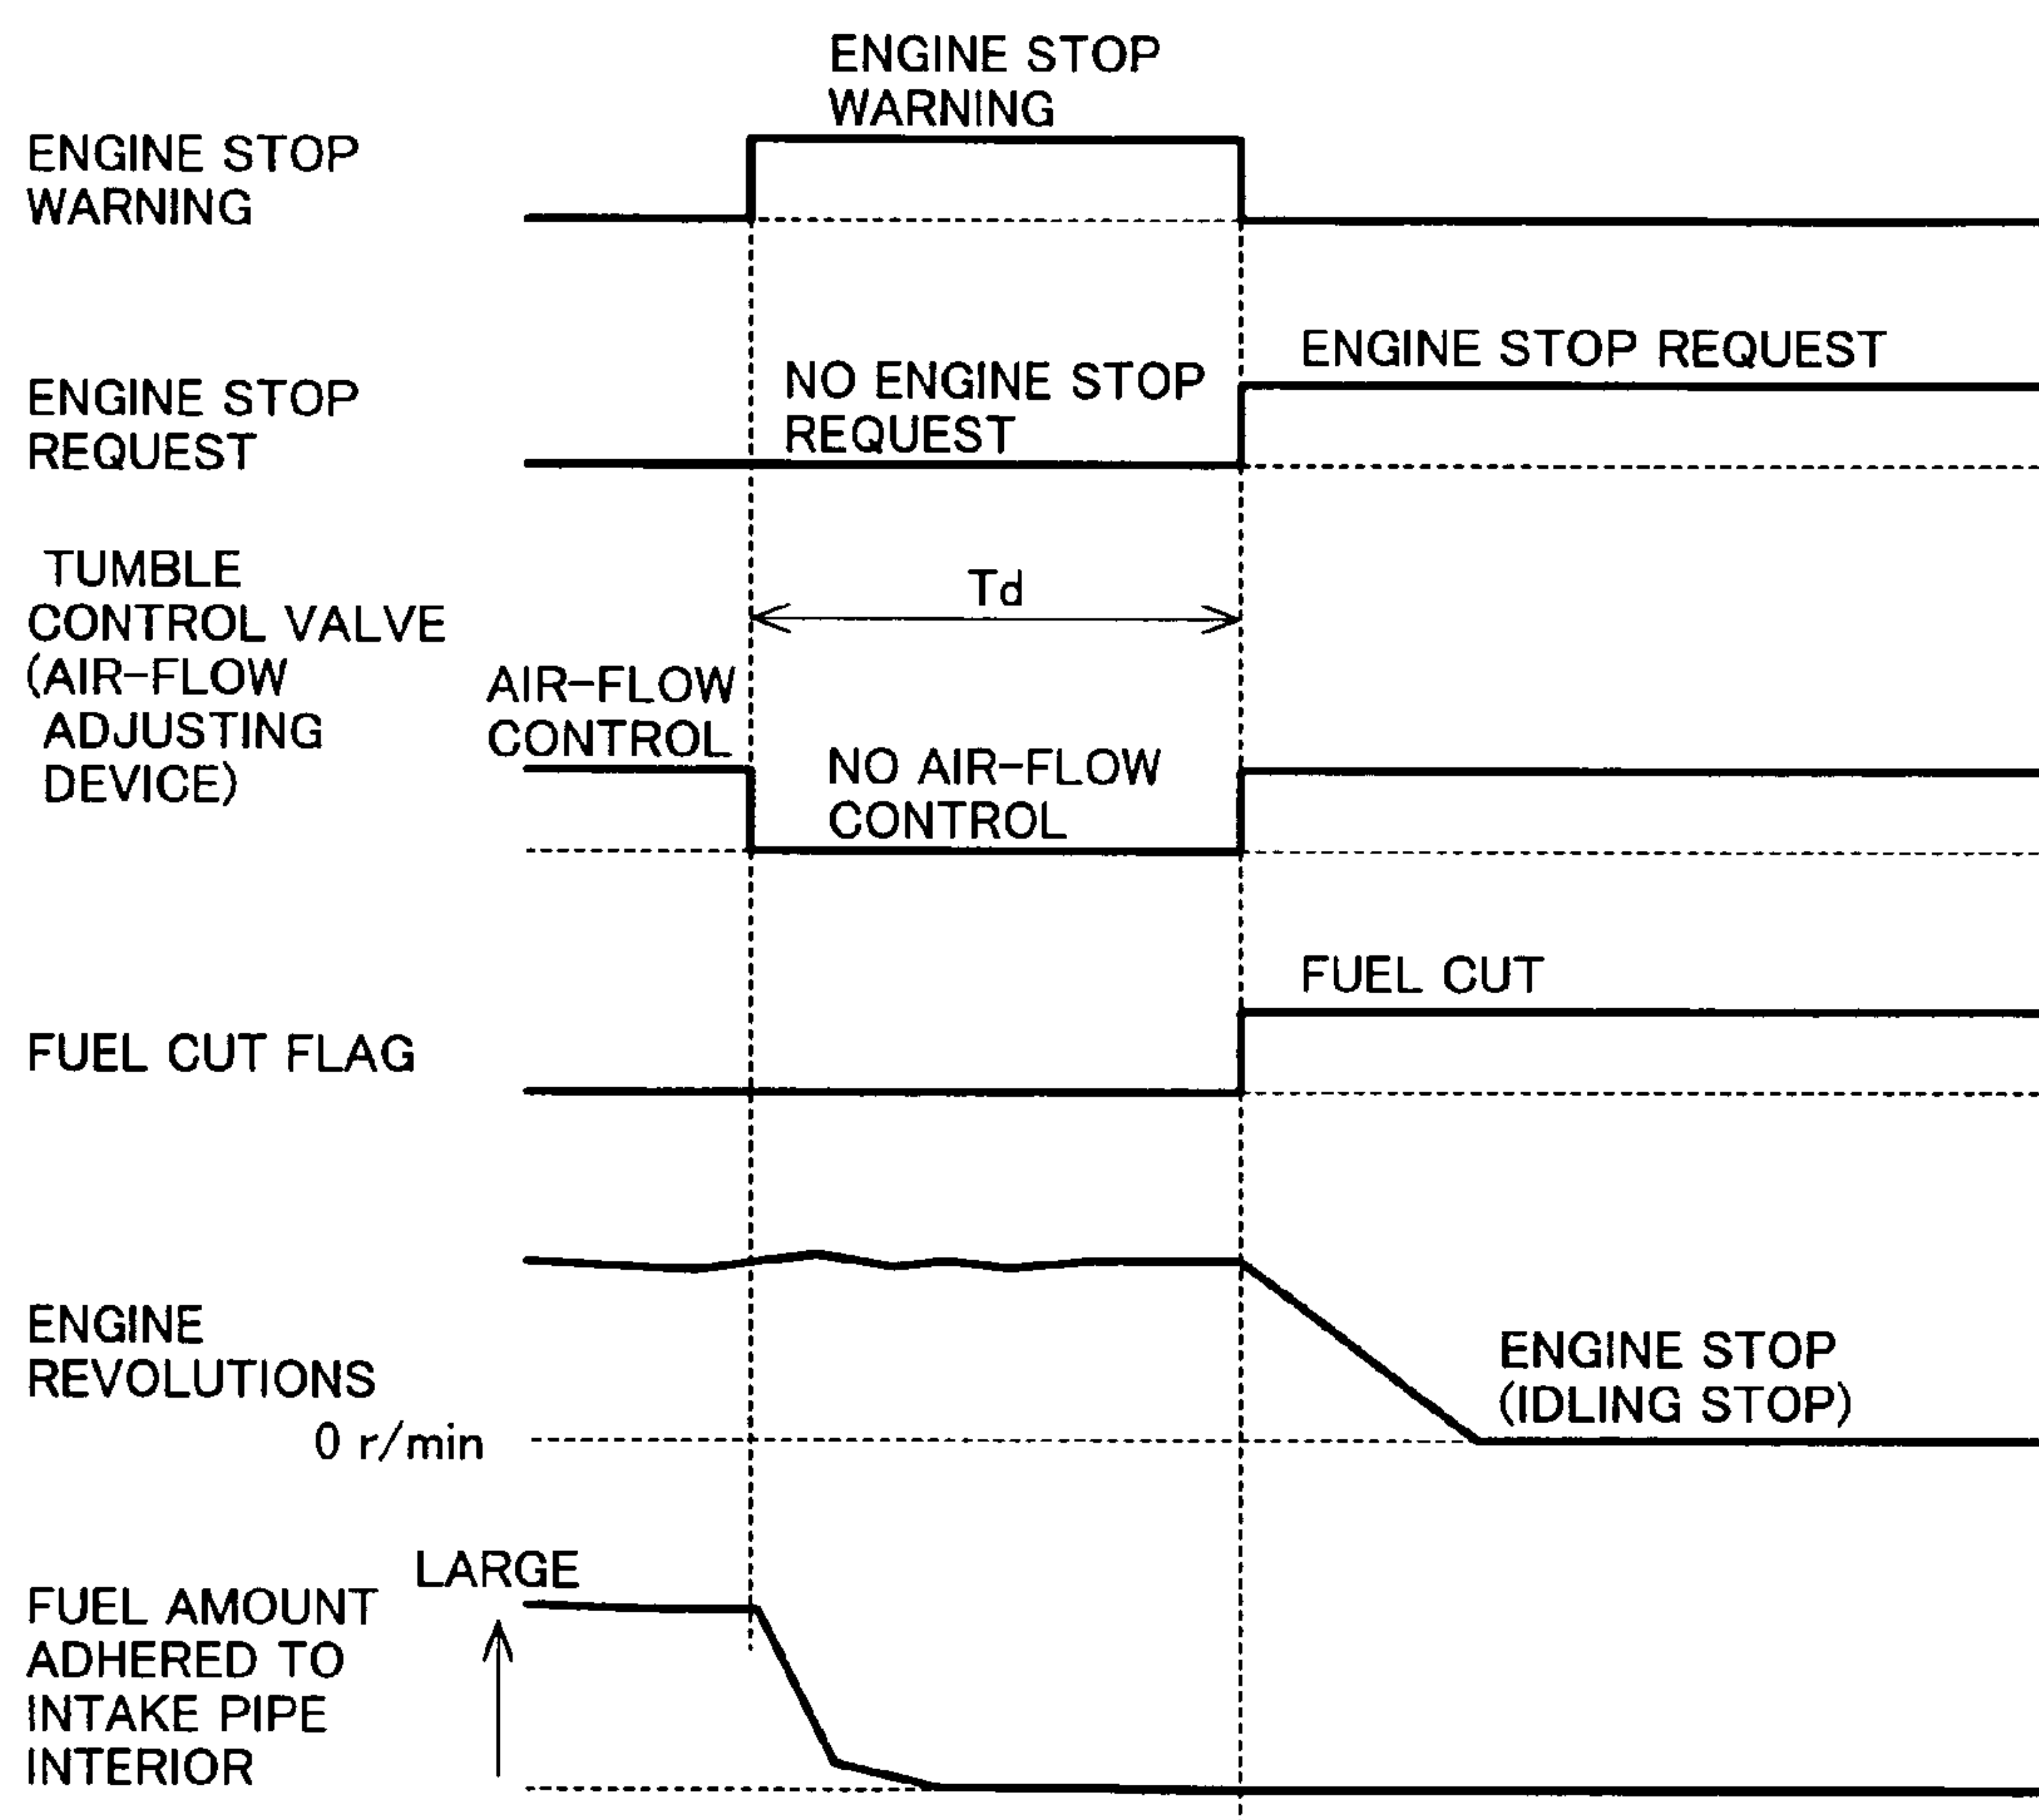 ENGINE STOP
WARNING
ENGINE STOP
WARNING
ENGINE STOP REQUEST
NO ENGINE STOP
REQUEST
ENGINE STOP
REQUEST
TUMBLE
CONTROL VALVE
(AIR-FLOW
ADJUSTING
DEVICE)
Td
AIR-FLOW
CONTROL
NO AIR-FLOW
CONTROL
FUEL CUT
FUEL CUT FLAG
ENGINE
REVOLUTIONS
0 r/min
ENGINE STOP
(IDLING STOP)
LARGE
FUEL AMOUNT
ADHERED TO
INTAKE PIPE
INTERIOR